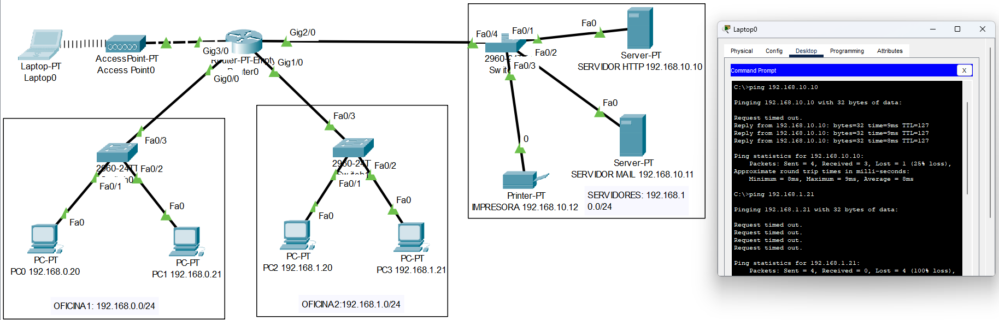 Laptop-PT
Laptop0
AccessPoint-PT
Access Point0
Gig3/0
Router-PT-Empty
Router0
Gig2/0
Gig1/0
Gig0/0
Fa0/3
Fa0/2
Fa0/1
Fa0
Fa0
PC-PT
PC0 192.168.0.20
PC-PT
PC1 192.168.0.21
OFICINA1: 192.168.0.0/24
Fa0/3
2960-24T
Fa0/2
Fa0/1
Fa0
Fa0
PC-PT
PC2 192.168.1.20
PC-PT
PC3 192.168.1.21
OFICINA2:192.168.1.0/24
Fa0/4
Fa0/1
Fa0
Fa0/2
Fa0/3
Server-PT
SERVIDOR HTTP 192.168.10.10
Fa0
Server-PT
SERVIDOR MAIL 192.168.10.11
0
Printer-PT
IMPRESORA 192.168.10.12
SERVIDORES: 192.168.1
0.0/24
Laptop0
Physical Config Desktop Programming Attributes
Command Prompt
X
C:\>ping 192.168.10.10
Pinging 192.168.10.10 with 32 bytes of data:
Request timed out.
Reply from 192.168.10.10: bytes=32 time=9ms TTL=127
Reply from 192.168.10.10: bytes=32 time=9ms TTL=127
Reply from 192.168.10.10: bytes=32 time=8ms TTL=127
Ping statistics for 192.168.10.10:
Packets: Sent = 4, Received = 3, Lost = 1 (25% loss),
Approximate round trip times in milli-seconds:
Minimum = 8ms, Maximum = 9ms, Average = 8ms
C:\>ping 192.168.1.21
Pinging 192.168.1.21 with 32 bytes of data:
Request timed out.
Request timed out.
Request timed out.
Request timed out.
Ping statistics for 192.168.1.21:
Packets: Sent = 4, Received = 0, Lost = 4 (100% loss),